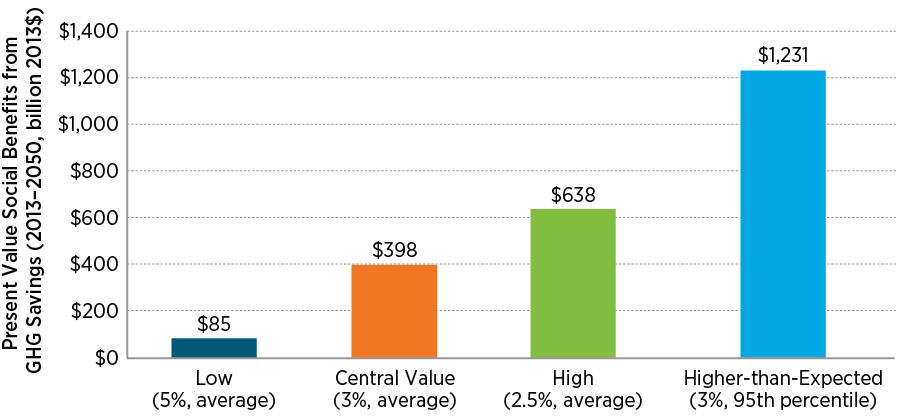 Present Value Social Benefits from
GHG Savings (2013–2050, billion 2013$)
$1,400
$1,200
$1,000
$800
$600
$400
$200
$0
$85
$398
$638
$1,231
Low
(5%, average)
Central Value
(3%, average)
High
(2.5%, average)
Higher-than-Expected
(3%, 95th percentile)